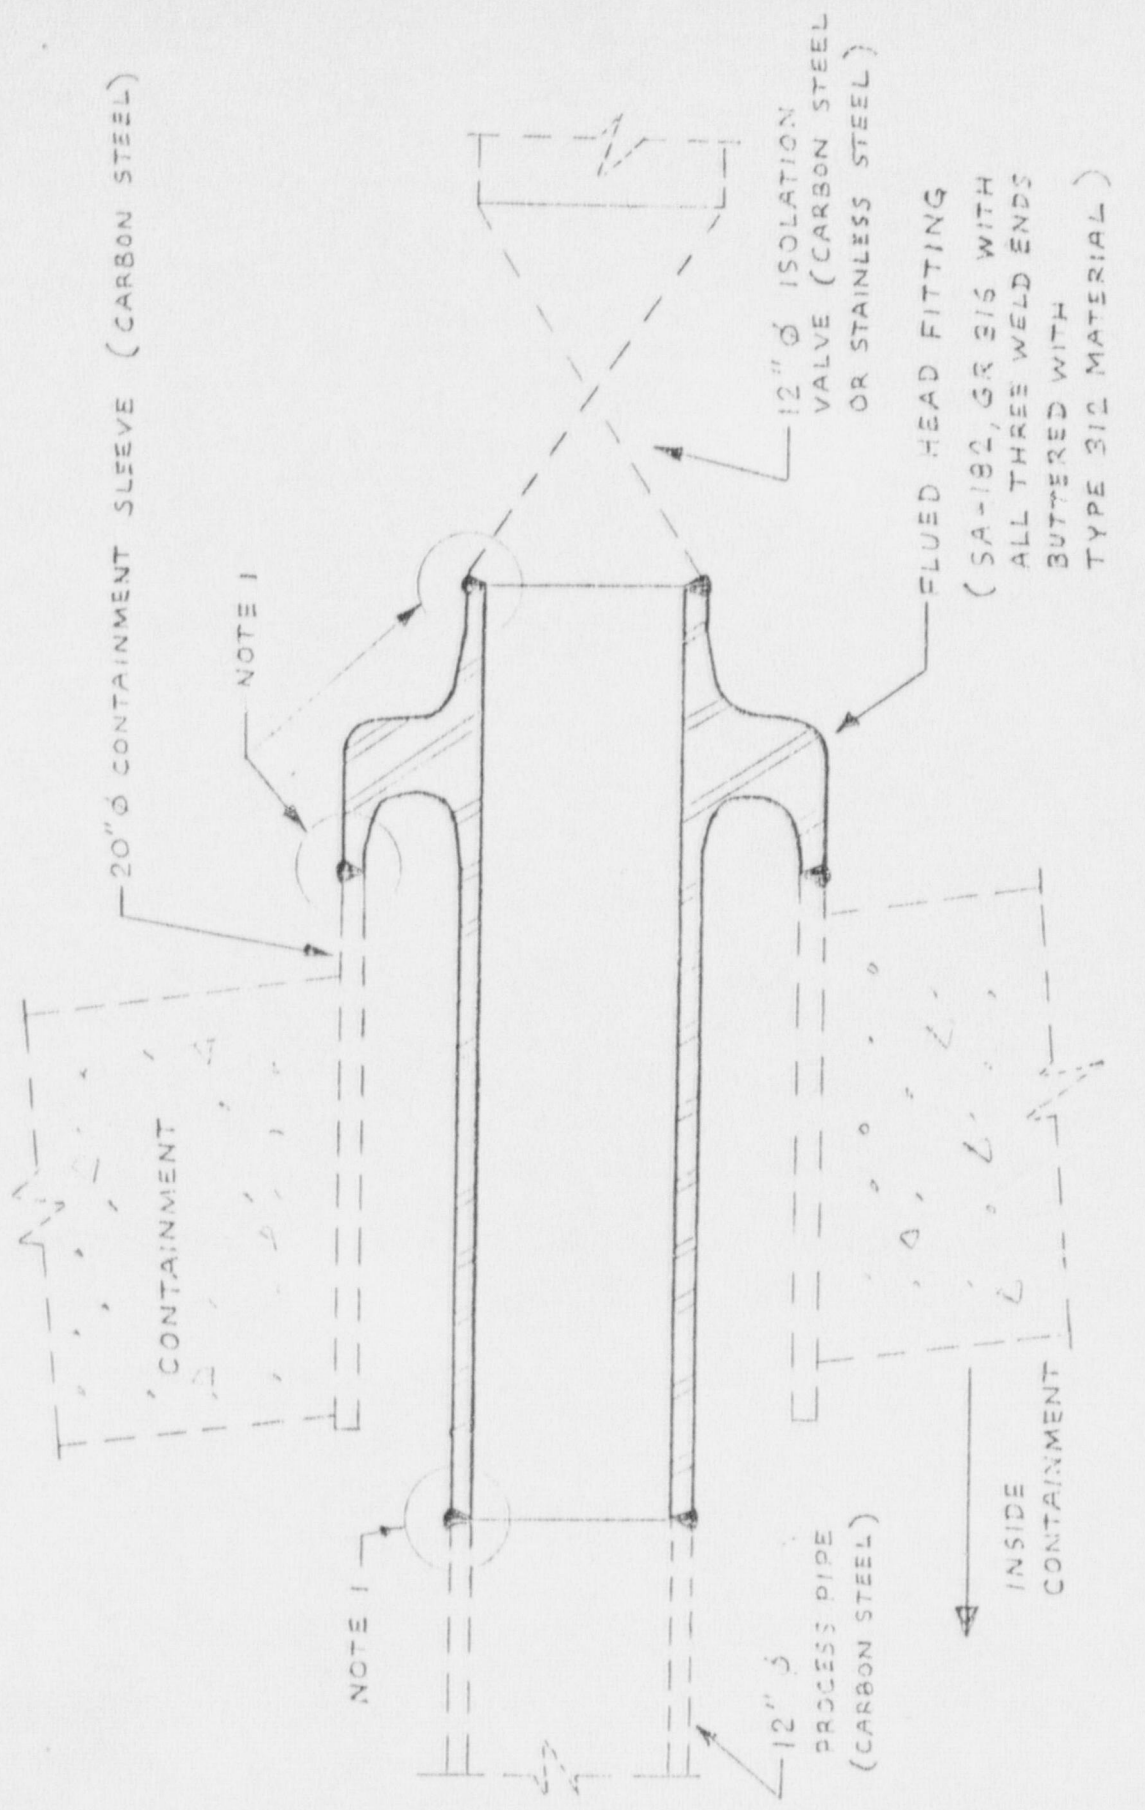 20" Ø CONTAINMENT SLEEVE (CARBON STEEL)
NOTE 1
CONTAINMENT
NOTE 1
12" Ø ISOLATION
VALVE (CARBON STEEL
OR STAINLESS STEEL)
FLUED HEAD FITTING
(SA-182, GR 316 WITH
ALL THREE WELD ENDS
BUTTERED WITH
TYPE 312 MATERIAL)
12" Ø
PROCESS PIPE
(CARBON STEEL)
INSIDE
CONTAINMENT